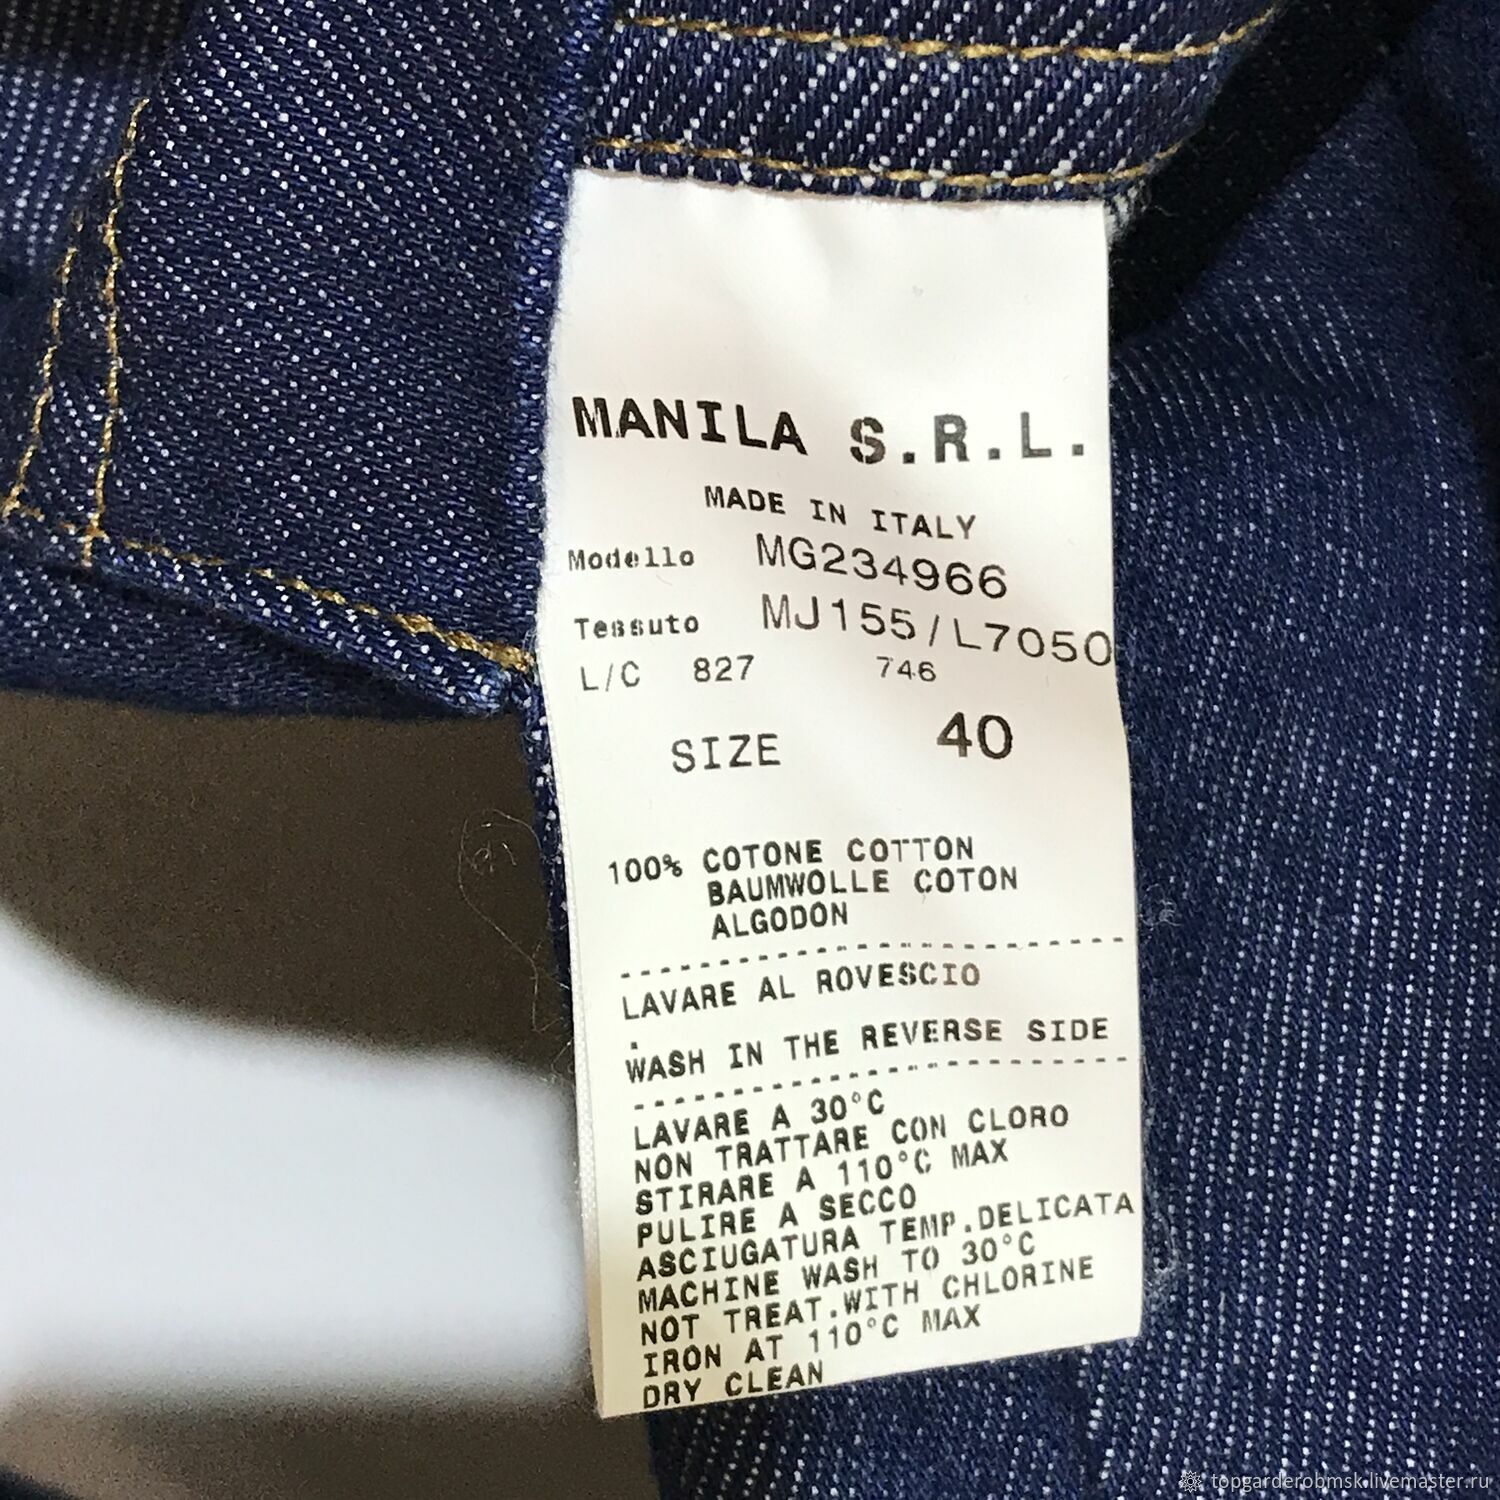 MANILA S.R.L.
MADE IN ITALY
Modello MG234966
Tessuto MJ155/L7050
L/C 827 746
SIZE 40
100% COTONE COTTON
BAUMWOLLE COTON
ALGODON
LAVARE AL ROVESCIO
WASH IN THE REVERSE SIDE
LAVARE A 30°C
NON TRATTARE CON CLORO
STIRARE A 110°C MAX
PULIRE A SECCO
ASCIUGATURA TEMP.DELICATA
MACHINE WASH TO 30°C
NOT TREAT.WITH CHLORINE
IRON AT 110°C MAX
DRY CLEAN
topgarderobmsk.livemaster.ru